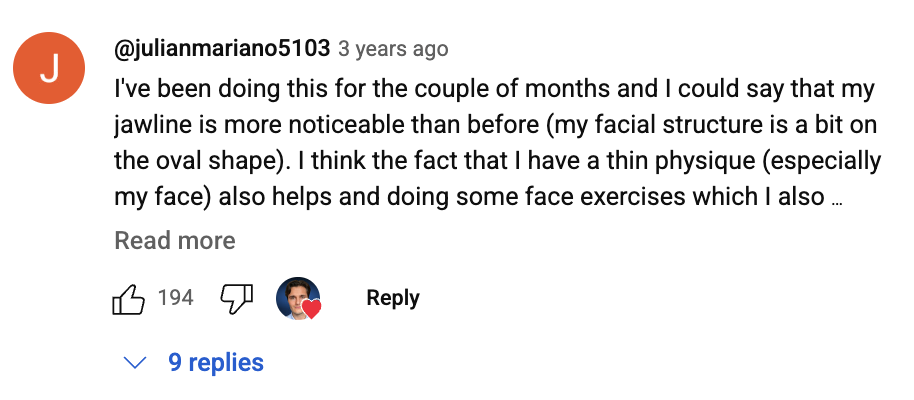 J
@julianmariano5103 3 years ago
I've been doing this for the couple of months and I could say that my
jawline is more noticeable than before (my facial structure is a bit on
the oval shape). I think the fact that I have a thin physique (especially
my face) also helps and doing some face exercises which I also ...
Read more
194 Reply
9 replies